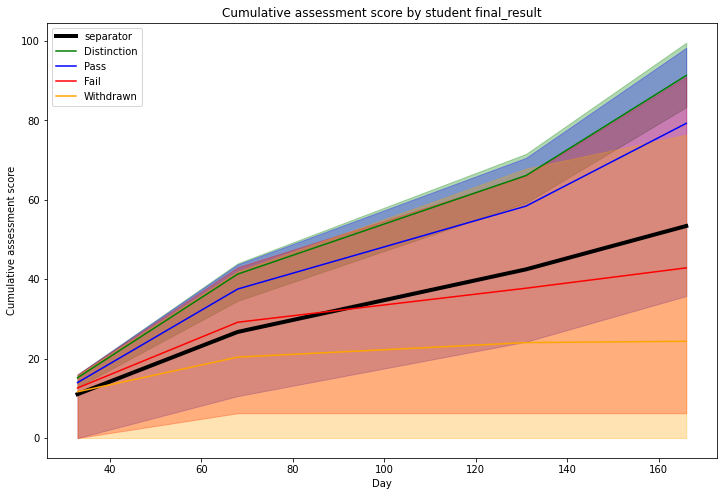 Cumulative assessment score by student final_result
separator
Distinction
Pass
Fail
Withdrawn
Cumulative assessment score
100
80
60
40
20
0
40 60 80 100 120 140 160
Day